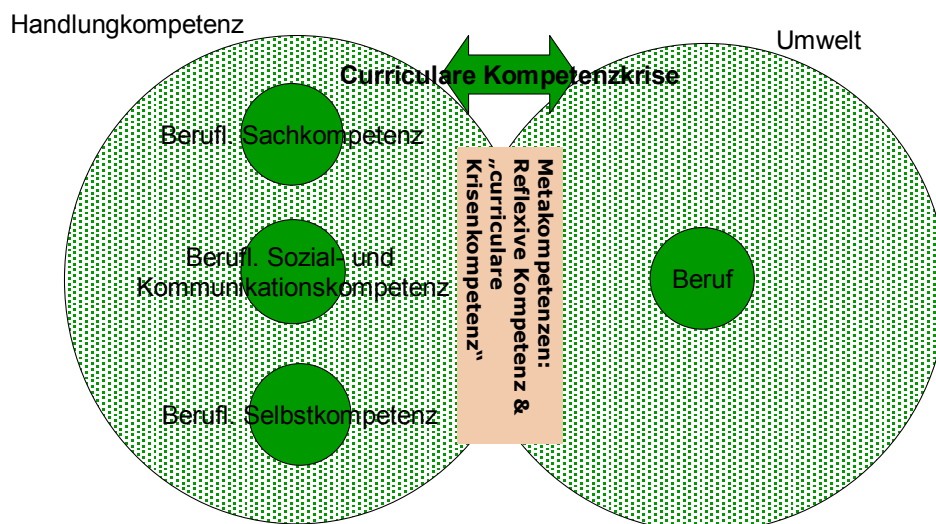 Handlungkompetenz
Umwelt
Curriculare Kompetenzkrise
Berufl. Sachkompetenz
Berufl. Sozial- und
Kommunikationskompetenz
Berufl. Selbstkompetenz
Metakompetenzen:
Reflexive Kompetenz &
„curriculare
Krisenkompetenz“
Beruf